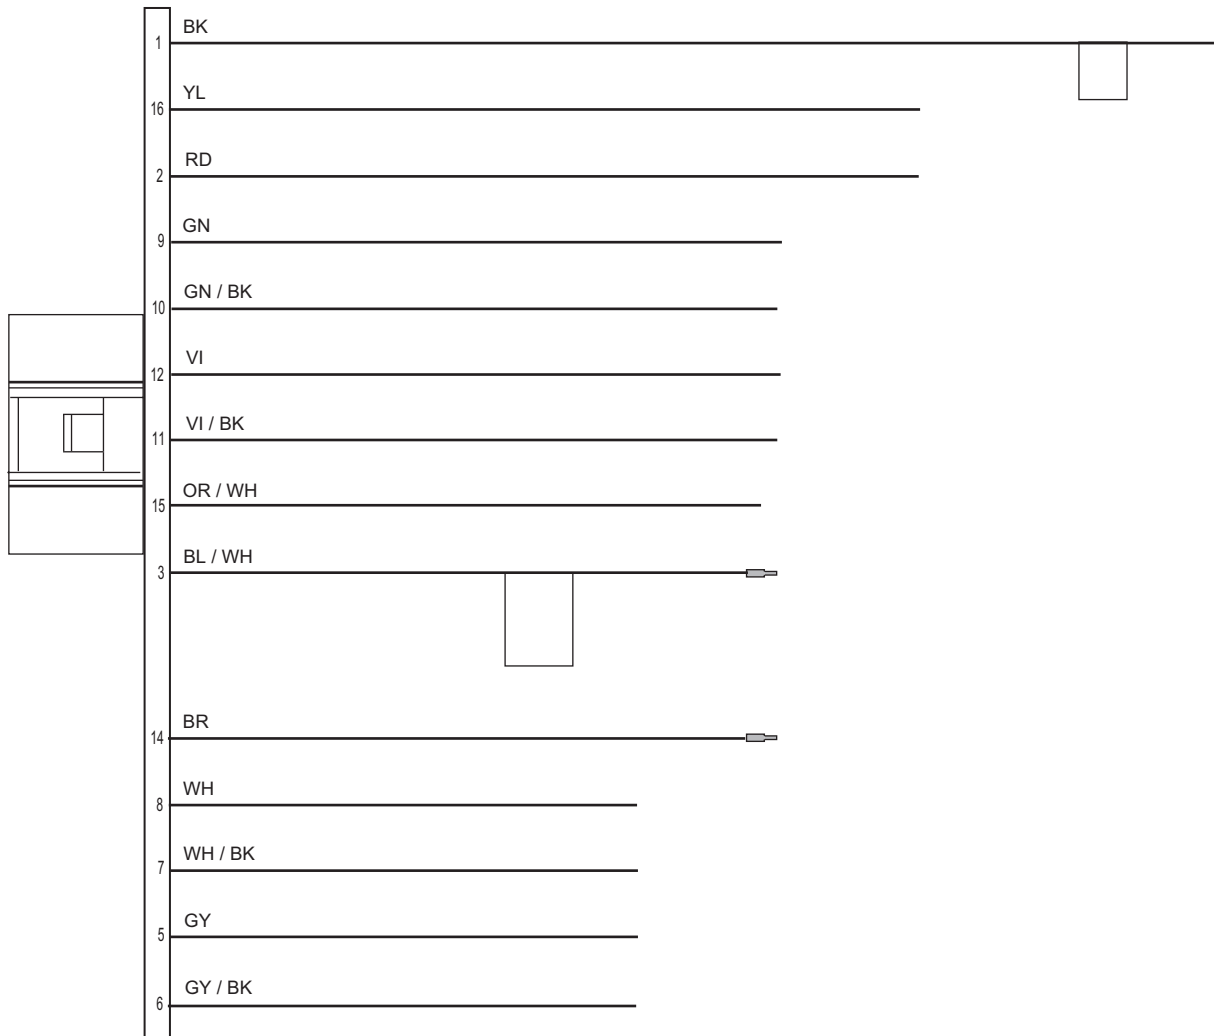 BK
1
YL
16
RD
2
GN
9
GN / BK
10
VI
12
VI / BK
11
OR / WH
15
BL / WH
3
BR
14
WH
8
WH / BK
7
GY
5
GY / BK
6